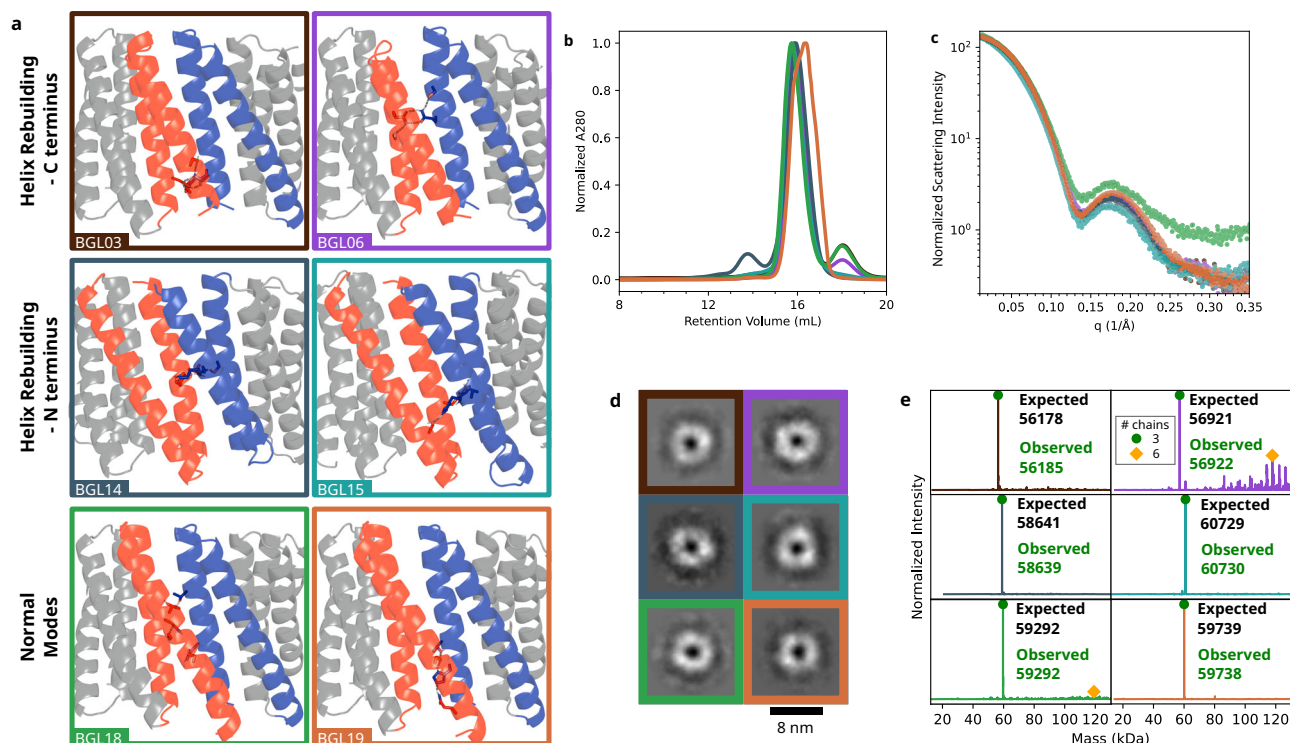 a
Helix Rebuilding
- C terminus
BGL03
BGL06
Helix Rebuilding
- N terminus
BGL14
BGL15
Normal
Modes
BGL18
BGL19
b
Normalized A280
1.0
0.8
0.6
0.4
0.2
0.0
8
12
16
20
Retention Volume (mL)
c
Normalized Scattering Intensity
10²
10¹
10⁰
0.05
0.10
0.15
0.20
0.25
0.30
0.35
q (1/Å)
d
8 nm
e
Normalized Intensity
Expected
56178
Observed
56185
# chains
3
6
Expected
56921
Observed
56922
Expected
58641
Observed
58639
Expected
60729
Observed
60730
Expected
59292
Observed
59292
Expected
59739
Observed
59738
20
40
60
80
100
120
20
40
60
80
100
120
Mass (kDa)